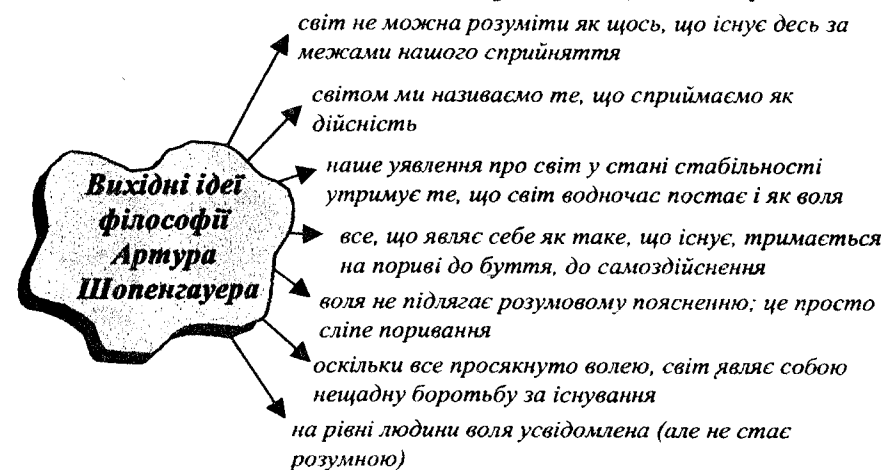 світ не можна розуміти як щось, що існує десь за
межами нашого сприйняття
світом ми називаємо те, що сприймаємо як
дійсність
наше уявлення про світ у стані стабільності
утримує те, що світ водночас постає і як воля
все, що являє себе як таке, що існує, тримається
на пориві до буття, до самоздійснення
воля не підлягає розумовому поясненню; це просто
сліпе поривання
оскільки все просякнуто волею, світ являє собою
нещадну боротьбу за існування
на рівні людини воля усвідомлена (але не стає
розумною)
Вихідні ідеї
філософії
Артура
Шопенгауера